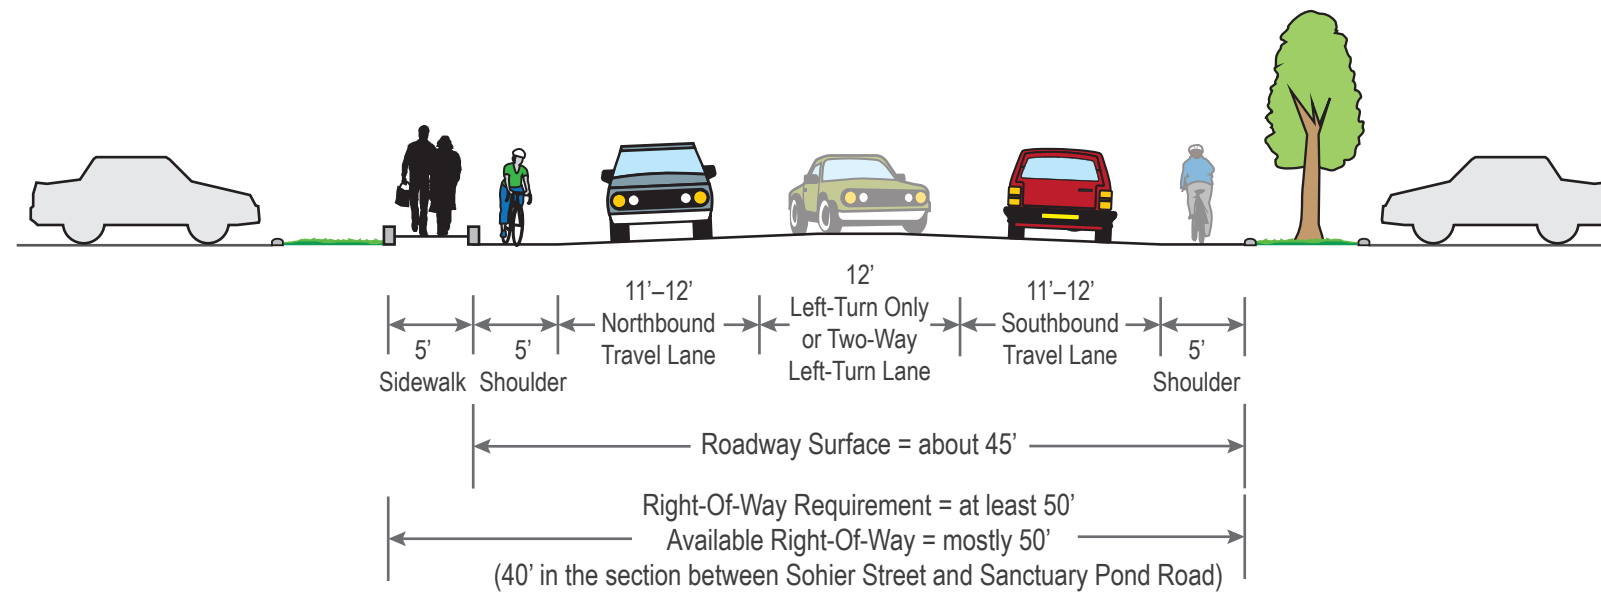 5’
Sidewalk
5’
Shoulder
11’–12’
Northbound
Travel Lane
12’
Left-Turn Only
or Two-Way
Left-Turn Lane
11’–12’
Southbound
Travel Lane
5’
Shoulder
Roadway Surface = about 45’
Right-Of-Way Requirement = at least 50’
Available Right-Of-Way = mostly 50’
(40’ in the section between Sohier Street and Sanctuary Pond Road)